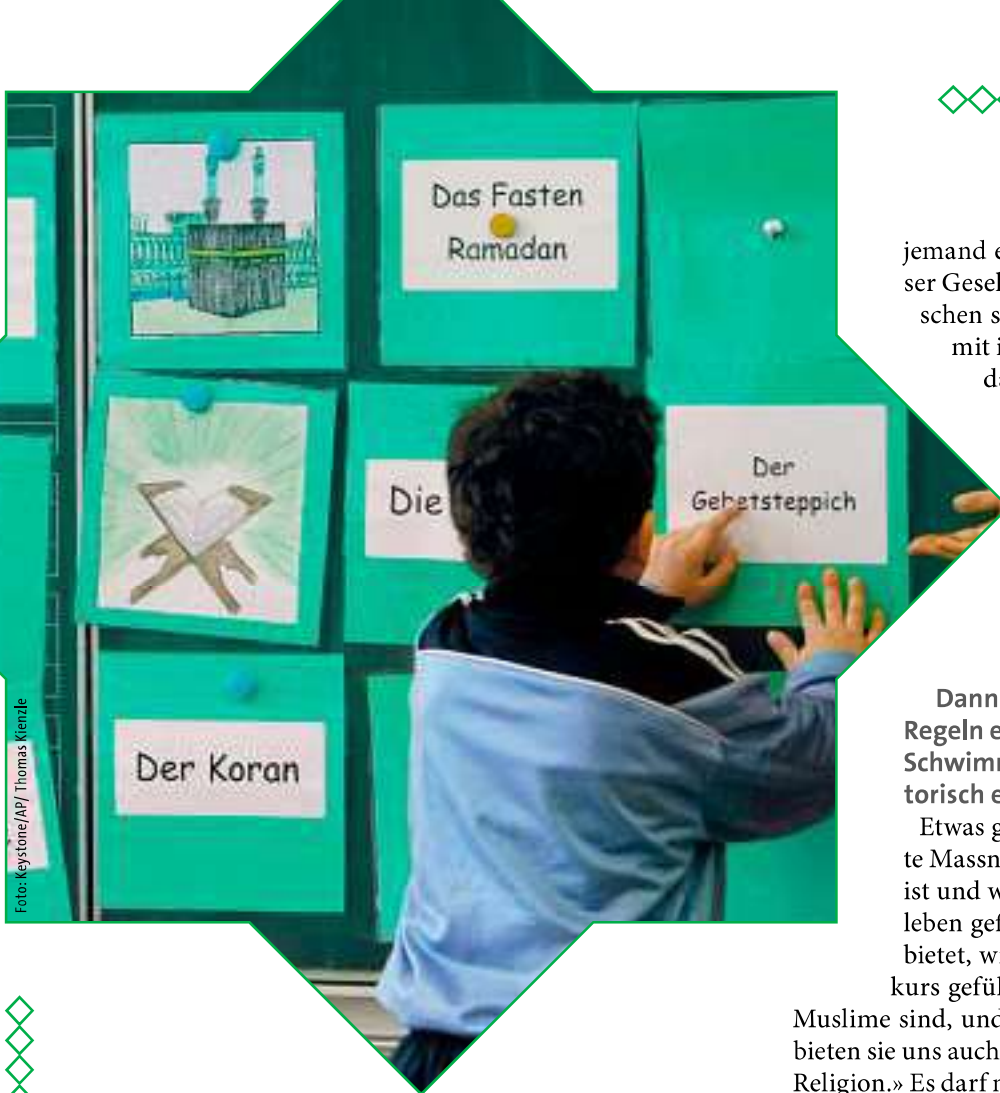 Das Fasten
Ramadan
Die
Der
Gebetsteppich
Der Koran
Foto: Keystone/AP/ Thomas Kienzle
jemand e
ser Gesel
schen s
mit i
da
Dann
Regeln e
Schwimm
torisch e
Etwas g
te Massn
ist und w
leben gef
bietet, wi
kurs gefül
Muslime sind, und
bieten sie uns auch
Religion.» Es darf n